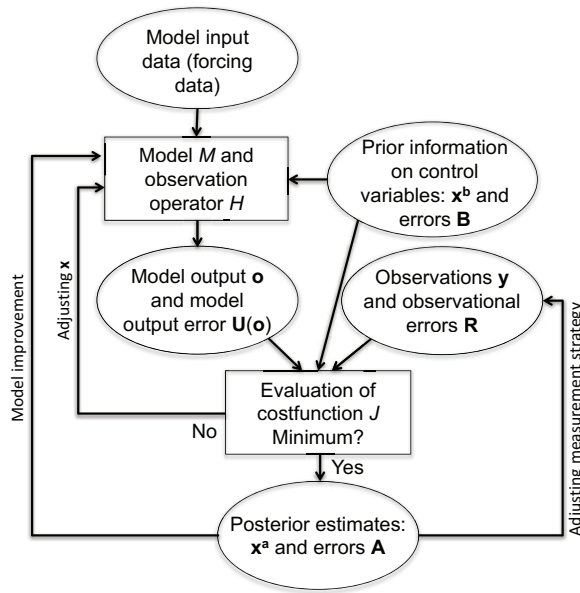 Model input
data (forcing
data)
Model M and
observation
operator H
Prior information
on control
variables: xᵇ and
errors B
Model output o
and model
output error U(o)
Observations y
and observational
errors R
Evaluation of
costfunction J
Minimum?
No
Yes
Posterior estimates:
xᵃ and errors A
Model improvement
Adjusting x
Adjusting measurement strategy